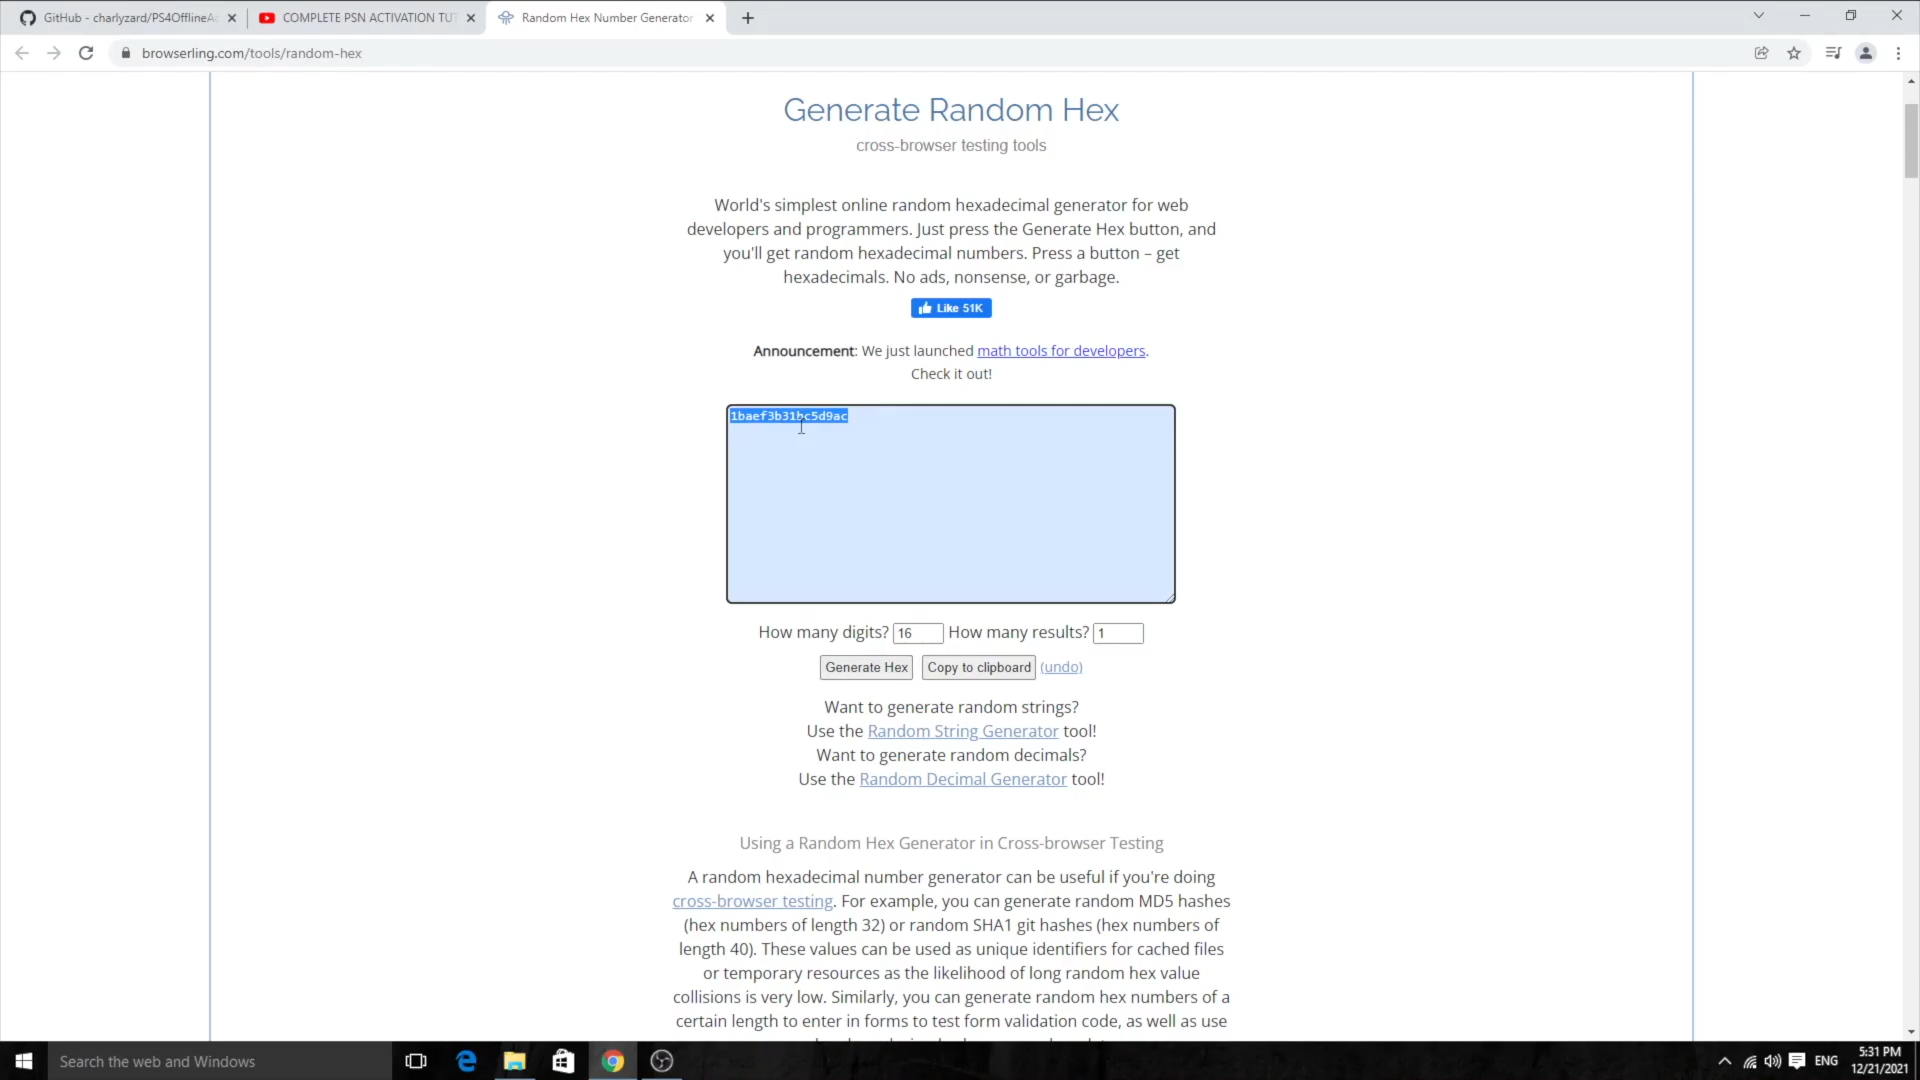 GitHub - charlyzard/PS4OfflineAc
COMPLETE PSN ACTIVATION TUT
Random Hex Number Generator
browserling.com/tools/random-hex
Generate Random Hex
cross-browser testing tools
World's simplest online random hexadecimal generator for web
developers and programmers. Just press the Generate Hex button, and
you'll get random hexadecimal numbers. Press a button – get
hexadecimals. No ads, nonsense, or garbage.
Like 51K
Announcement: We just launched math tools for developers.
Check it out!
1baef3b31bc5d9ac
How many digits? 16 How many results? 1
Generate Hex Copy to clipboard (undo)
Want to generate random strings?
Use the Random String Generator tool!
Want to generate random decimals?
Use the Random Decimal Generator tool!
Using a Random Hex Generator in Cross-browser Testing
A random hexadecimal number generator can be useful if you're doing
cross-browser testing. For example, you can generate random MD5 hashes
(hex numbers of length 32) or random SHA1 git hashes (hex numbers of
length 40). These values can be used as unique identifiers for cached files
or temporary resources as the likelihood of long random hex value
collisions is very low. Similarly, you can generate random hex numbers of a
certain length to enter in forms to test form validation code, as well as use
Search the web and Windows
ENG
5:31 PM
12/21/2021